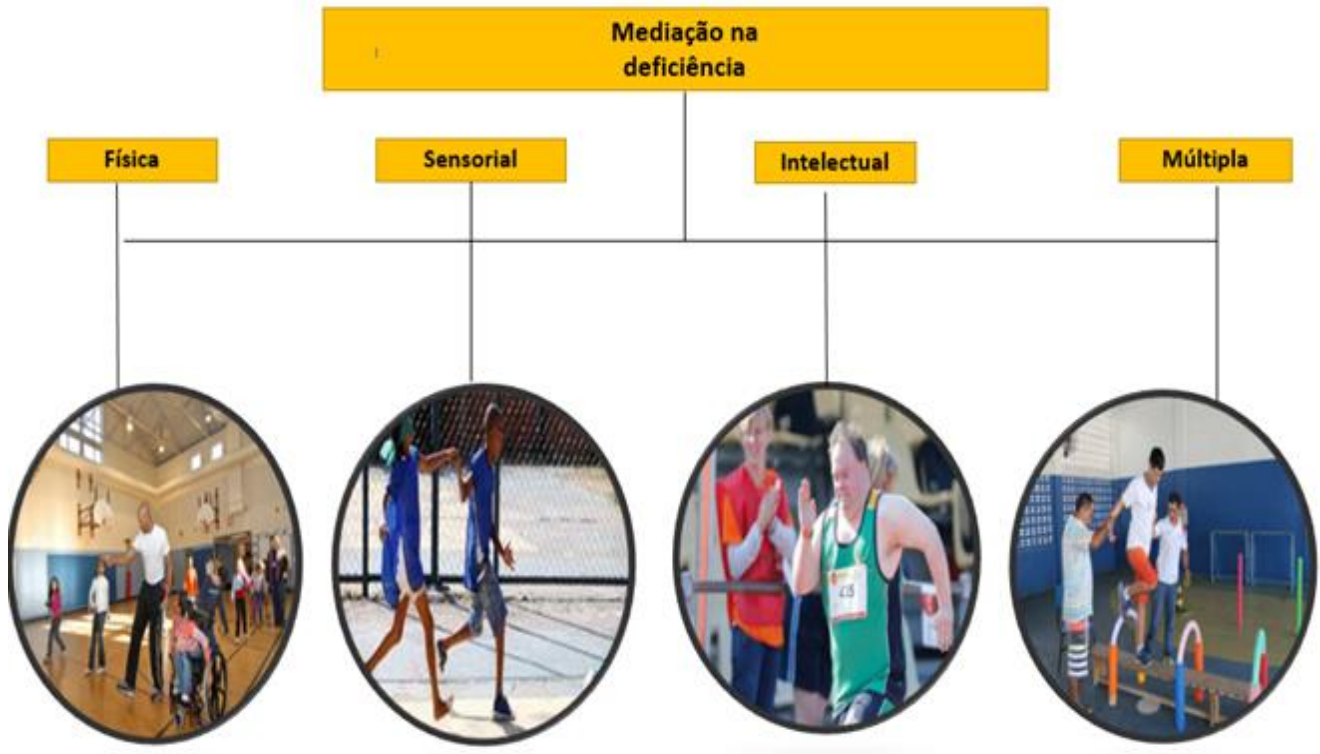 Mediação na
deficiência
Física
Sensorial
Intelectual
Múltipla